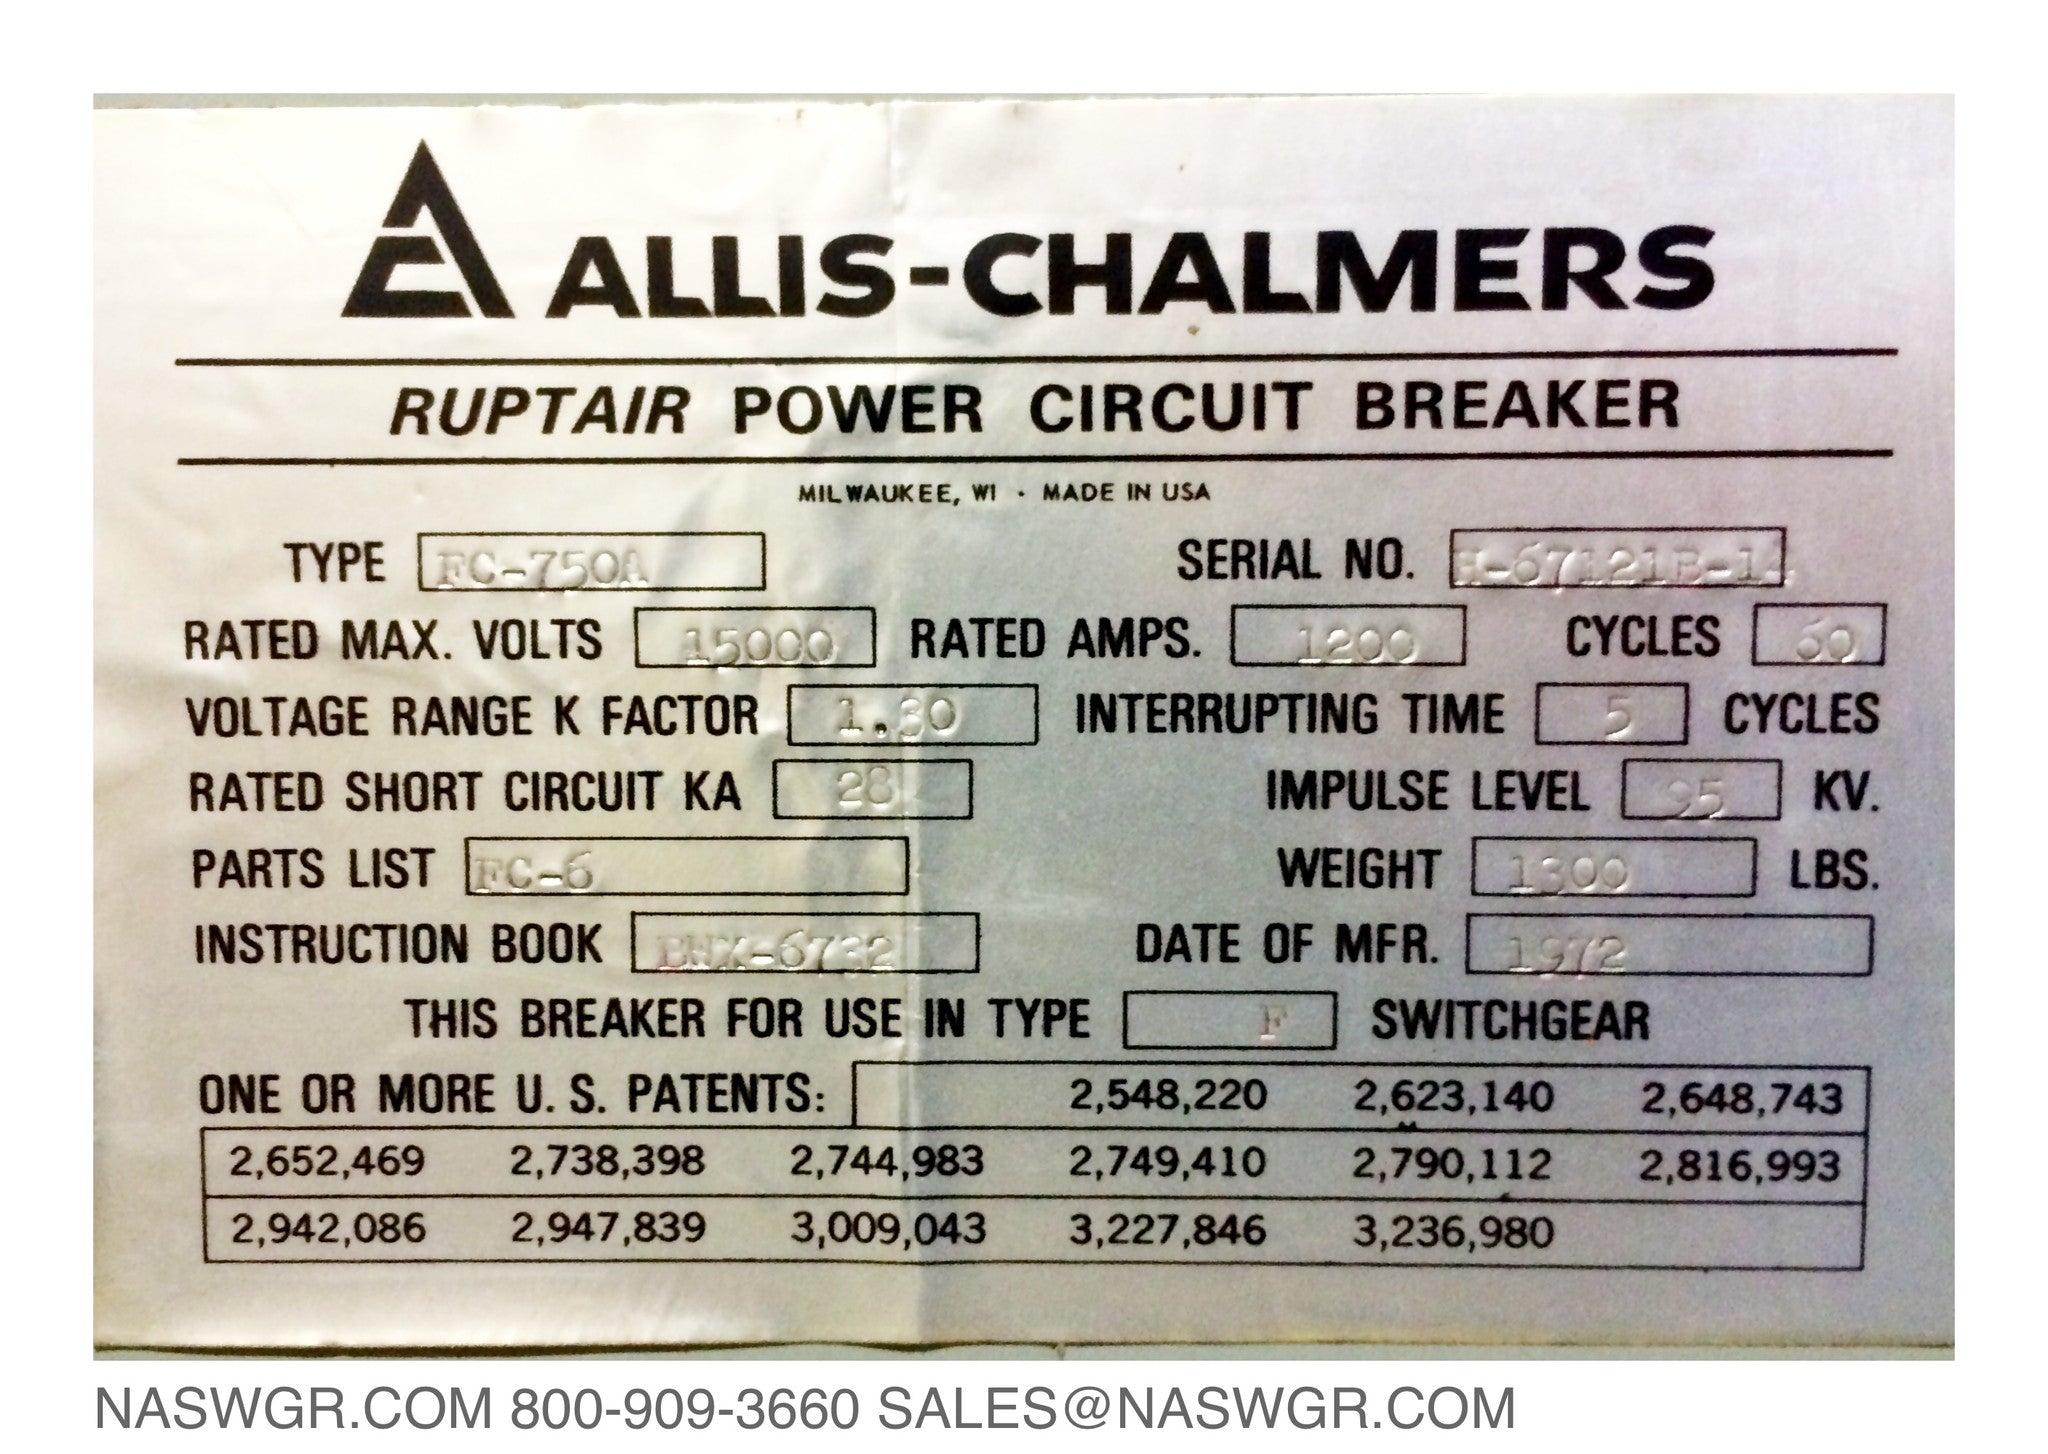 ALLIS-CHALMERS
RUPTAIR POWER CIRCUIT BREAKER
MILWAUKEE, WI · MADE IN USA
TYPE FC-750A SERIAL NO. H-67121B-14
RATED MAX. VOLTS 15000 RATED AMPS. 1200 CYCLES 60
VOLTAGE RANGE K FACTOR 1.30 INTERRUPTING TIME 5 CYCLES
RATED SHORT CIRCUIT KA 28 IMPULSE LEVEL 95 KV.
PARTS LIST FC-6 WEIGHT 1300 LBS.
INSTRUCTION BOOK DATE OF MFR. 1972
THIS BREAKER FOR USE IN TYPE F SWITCHGEAR
ONE OR MORE U. S. PATENTS: 2,548,220 2,623,140 2,648,743
2,652,469 2,738,398 2,744,983 2,749,410 2,790,112 2,816,993
2,942,086 2,947,839 3,009,043 3,227,846 3,236,980
NASWGR.COM 800-909-3660 SALES@NASWGR.COM